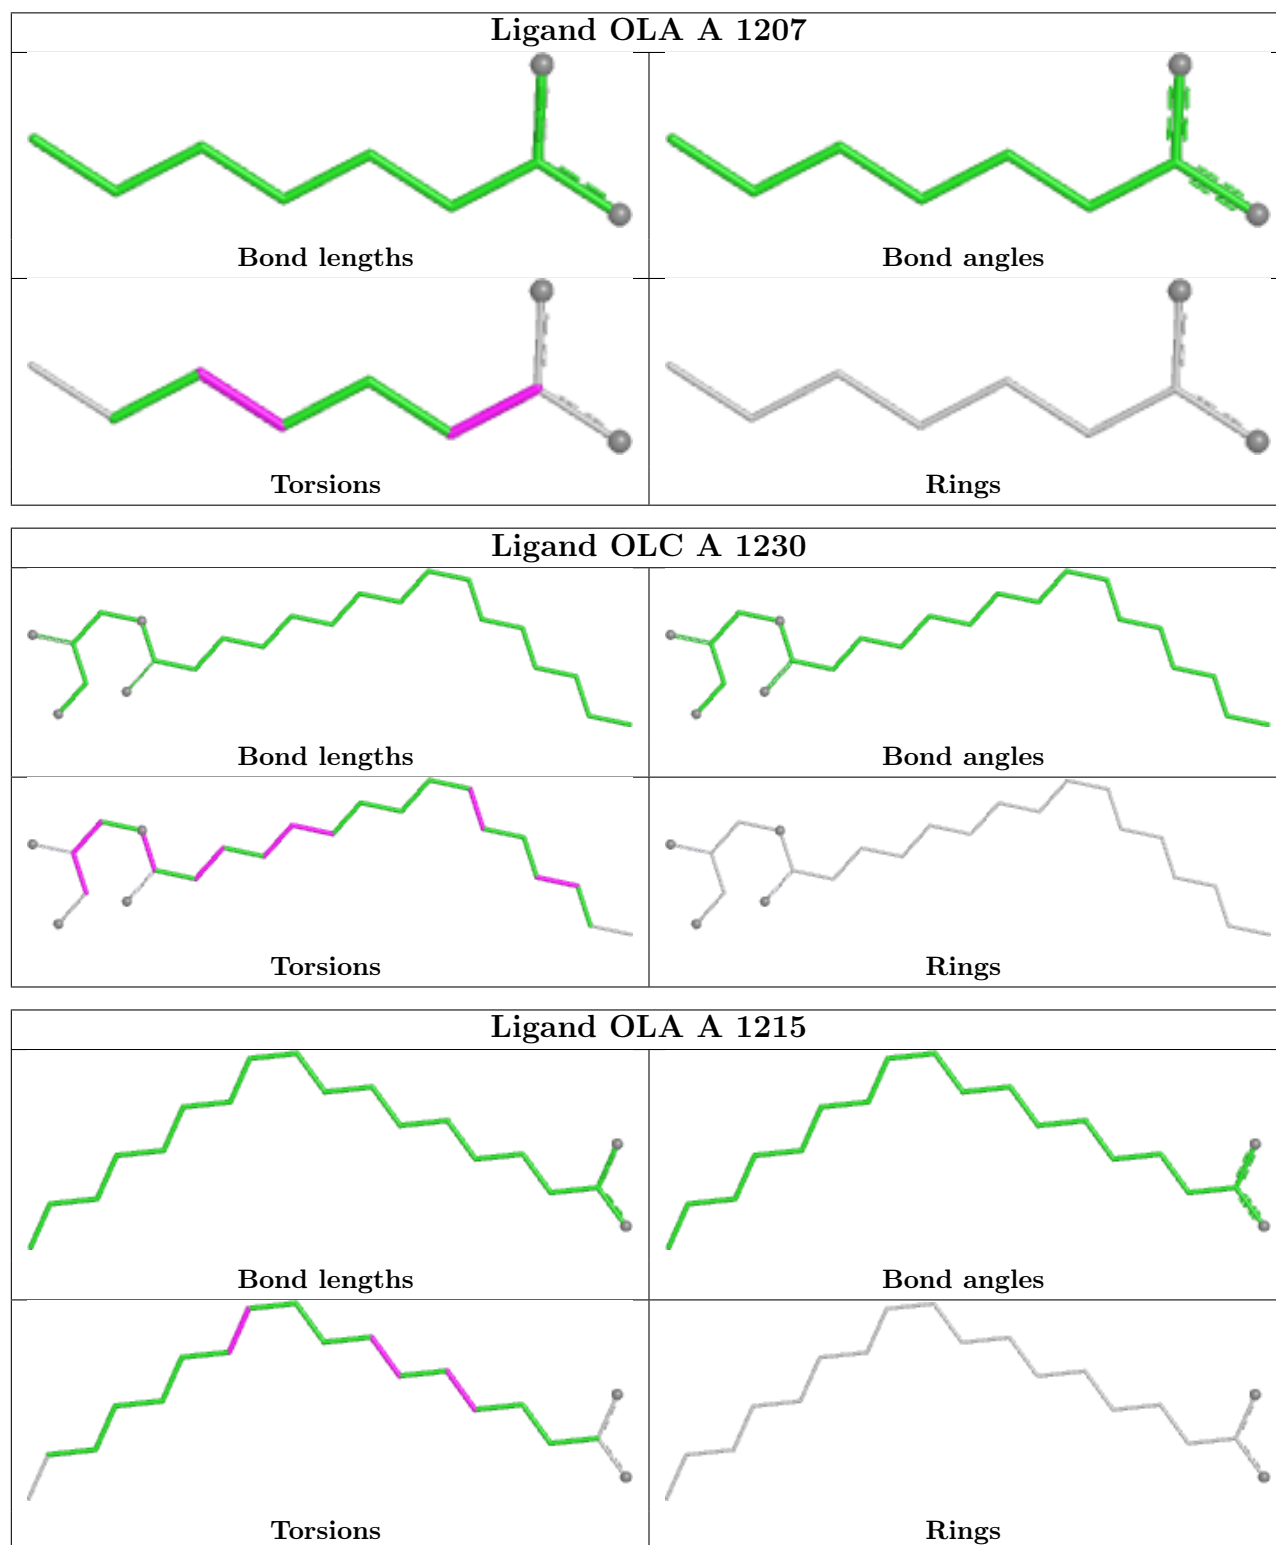 Ligand OLA A 1207
Bond lengths
Bond angles
Torsions
Rings
Ligand OLC A 1230
Bond lengths
Bond angles
Torsions
Rings
Ligand OLA A 1215
Bond lengths
Bond angles
Torsions
Rings